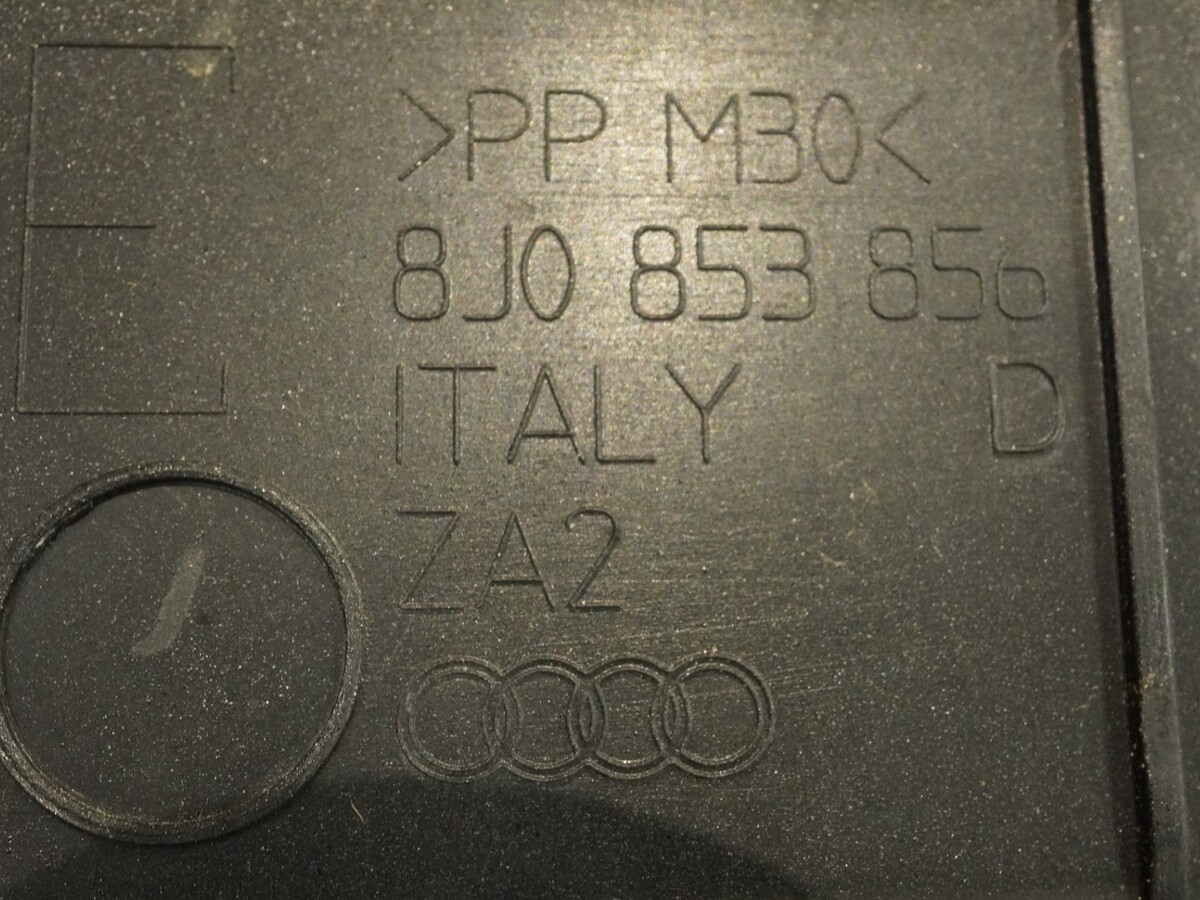 >PP M30<
8J0 853 856
ITALY D
ZA2